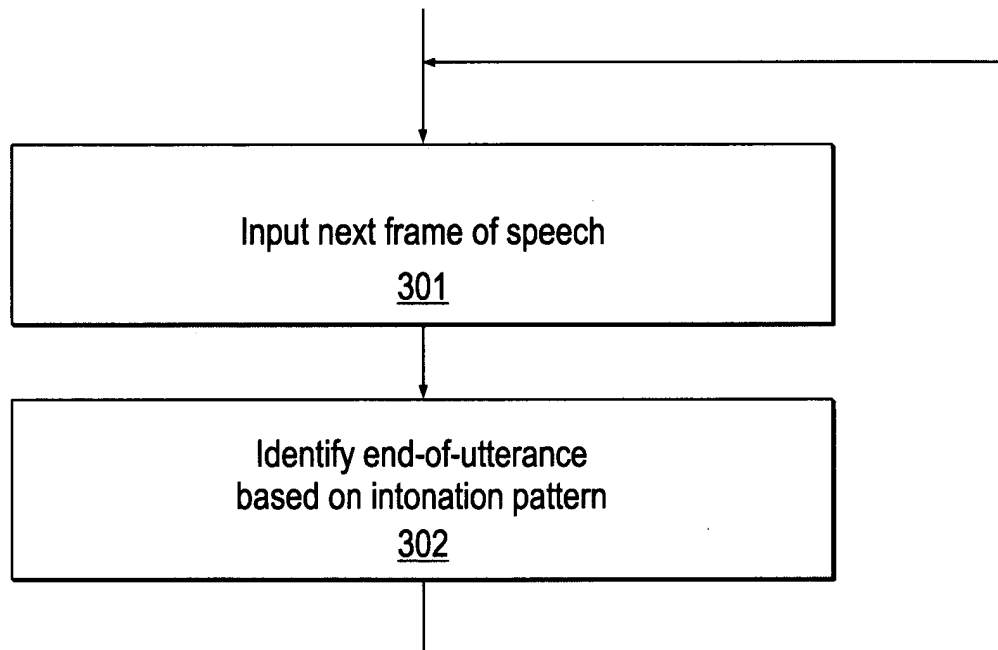 Input next frame of speech
301
Identify end-of-utterance
based on intonation pattern
302